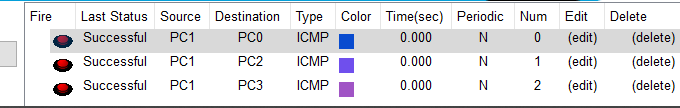 Fire Last Status Source Destination Type Color Time(sec) Periodic Num Edit Delete
Successful PC1 PC0 ICMP 0.000 N 0 (edit) (delete)
Successful PC1 PC2 ICMP 0.000 N 1 (edit) (delete)
Successful PC1 PC3 ICMP 0.000 N 2 (edit) (delete)